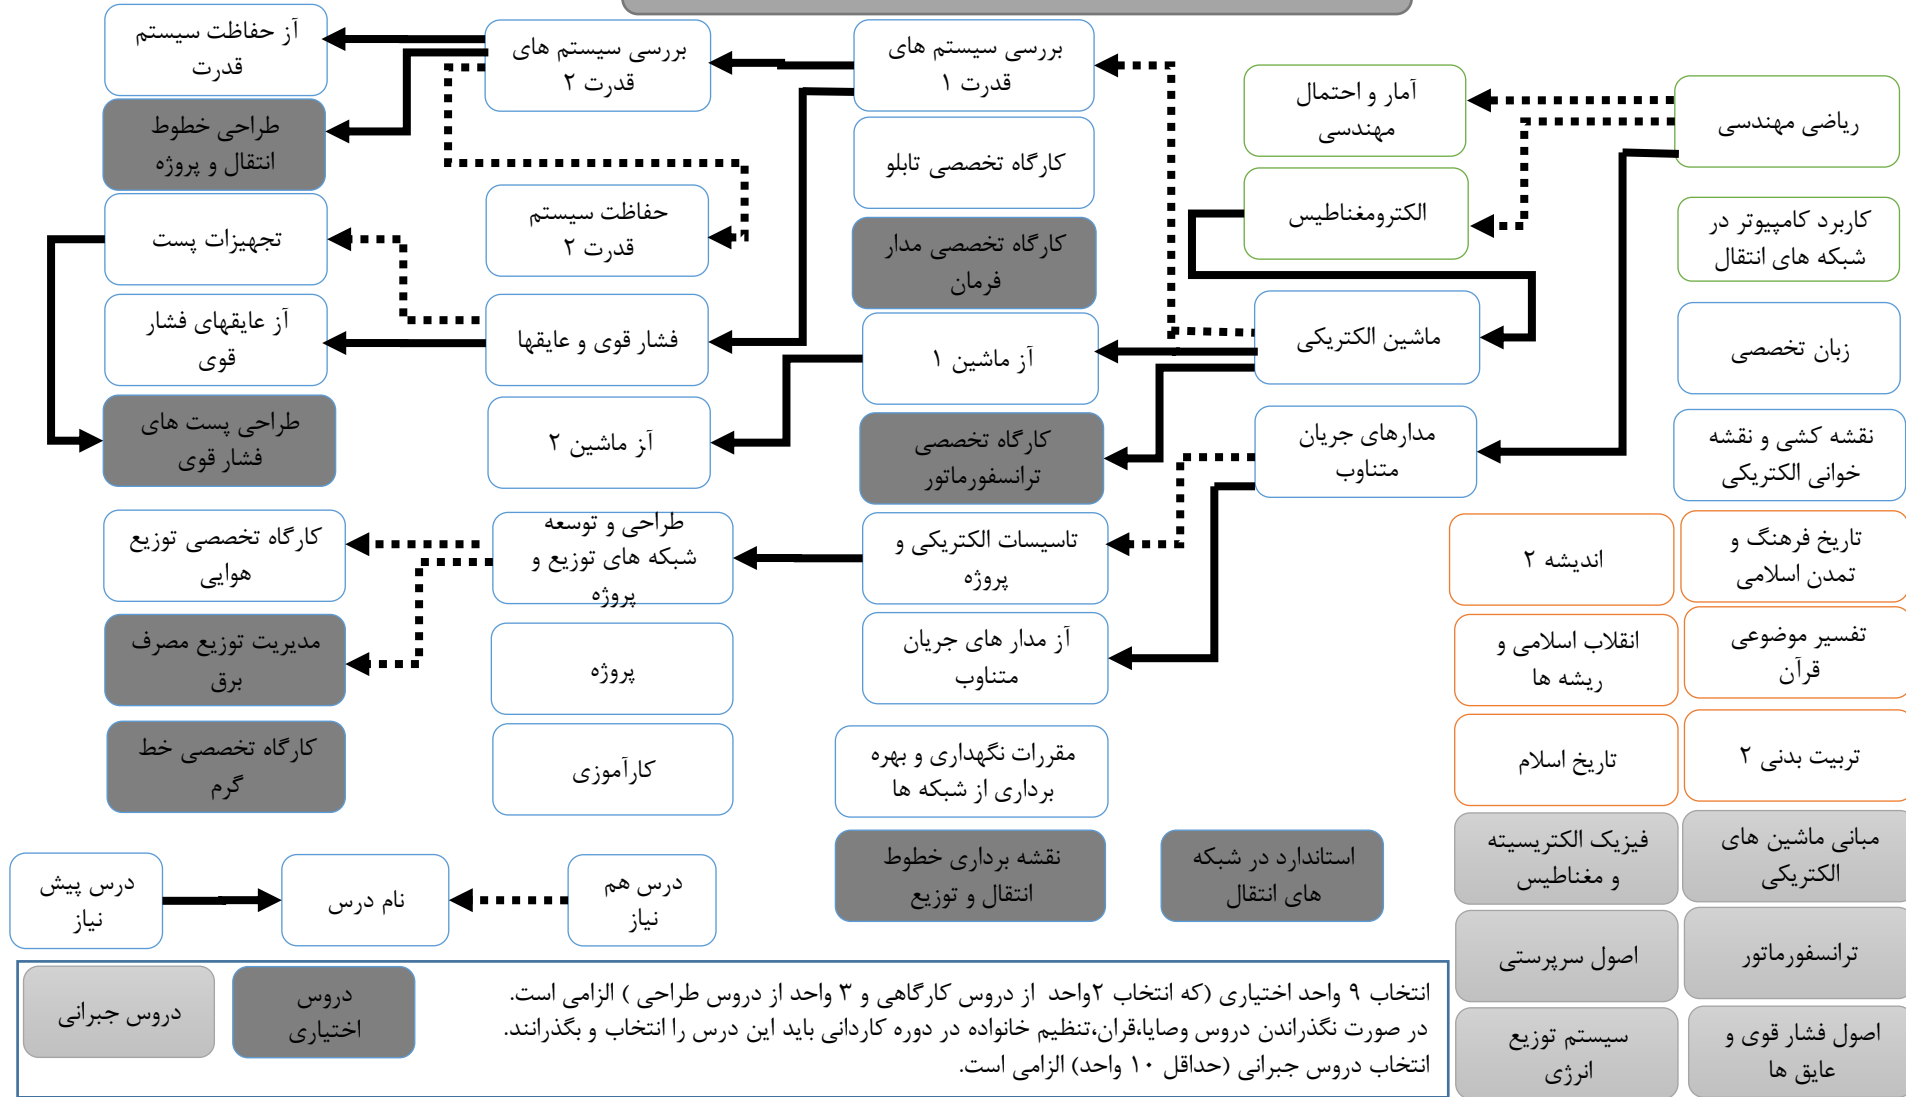 ریاضی مهندسی
کاربرد کامپیوتر در
شبکه های انتقال
زبان تخصصی
نقشه کشی و نقشه
خوانی الکتریکی
تاریخ فرهنگ و
تمدن اسلامی
تفسیر موضوعی
قرآن
تربیت بدنی ۲
مبانی ماشین های
الکتریکی
ترانسفورماتور
اصول فشار قوی و
عایق ها
آمار و احتمال
مهندسی
الکترومغناطیس
ماشین الکتریکی
مدارهای جریان
متناوب
اندیشه ۲
انقلاب اسلامی و
ریشه ها
تاریخ اسلام
فیزیک الکتریسیته
و مغناطیس
اصول سرپرستی
سیستم توزیع
انرژی
استاندارد در شبکه
های انتقال
بررسی سیستم های
قدرت ۱
کارگاه تخصصی تابلو
کارگاه تخصصی مدار
فرمان
آز ماشین ۱
کارگاه تخصصی
ترانسفورماتور
تاسیسات الکتریکی و
پروژه
آز مدار های جریان
متناوب
مقررات نگهداری و بهره
برداری از شبکه ها
نقشه برداری خطوط
انتقال و توزیع
بررسی سیستم های
قدرت ۲
حفاظت سیستم
قدرت ۲
فشار قوی و عایقها
آز ماشین ۲
طراحی و توسعه
شبکه های توزیع و
پروژه
پروژه
کارآموزی
آز حفاظت سیستم
قدرت
طراحی خطوط
انتقال و پروژه
تجهیزات پست
آز عایقهای فشار
قوی
طراحی پست های
فشار قوی
کارگاه تخصصی توزیع
هوایی
مدیریت توزیع مصرف
برق
کارگاه تخصصی خط
گرم
درس هم
نیاز
نام درس
درس پیش
نیاز
انتخاب ۹ واحد اختیاری (که انتخاب ۲واحد از دروس کارگاهی و ۳ واحد از دروس طراحی ) الزامی است.
در صورت نگذراندن دروس وصایا،قران،تنظیم خانواده در دوره کاردانی باید این درس را انتخاب و بگذرانند.
انتخاب دروس جبرانی (حداقل ۱۰ واحد) الزامی است.
دروس
اختیاری
دروس جبرانی